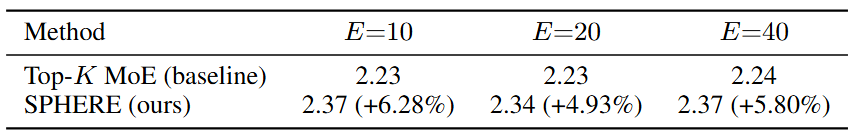 Method E=10 E=20 E=40
Top-K MoE (baseline) 2.23 2.23 2.24
SPHERE (ours) 2.37 (+6.28%) 2.34 (+4.93%) 2.37 (+5.80%)